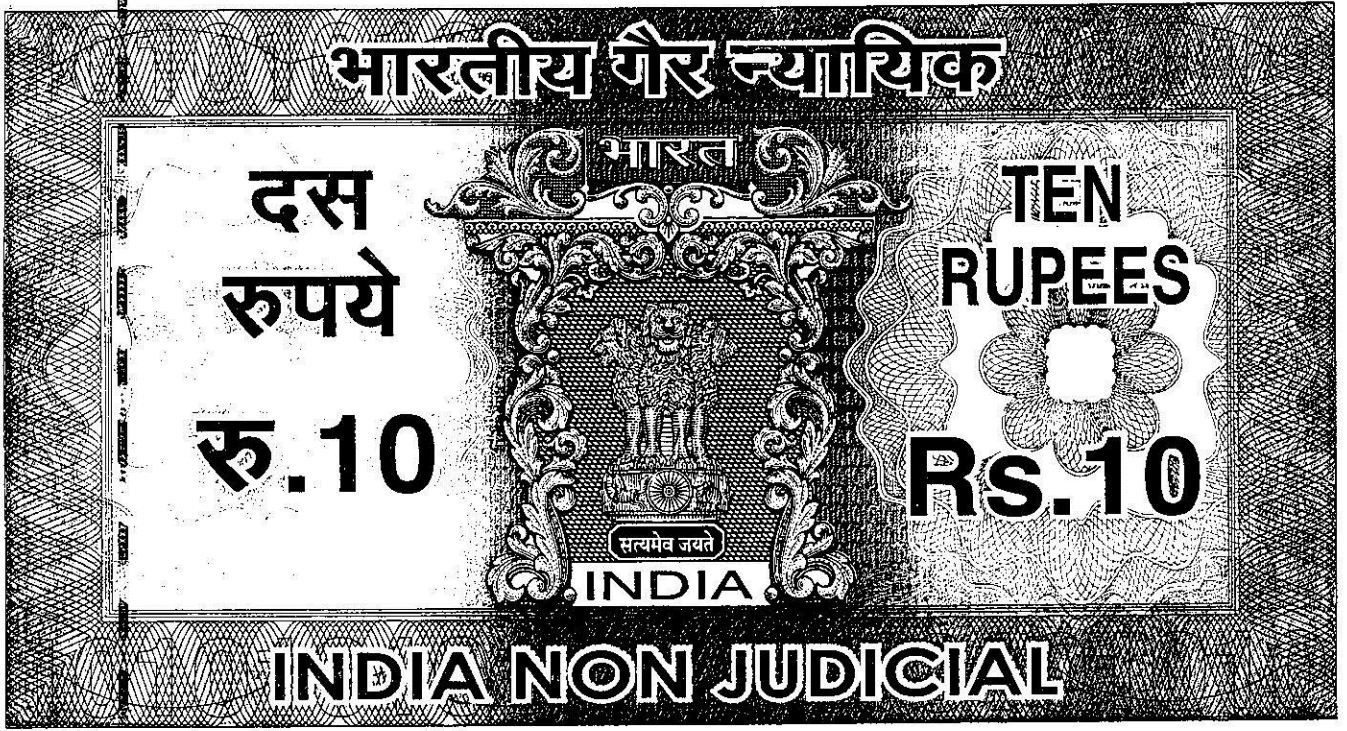 भारतीय गैर न्यायिक
भारत
दस
रुपये
रु.10
TEN
RUPEES
Rs.10
सत्यमेव जयते
INDIA
INDIA NON JUDICIAL